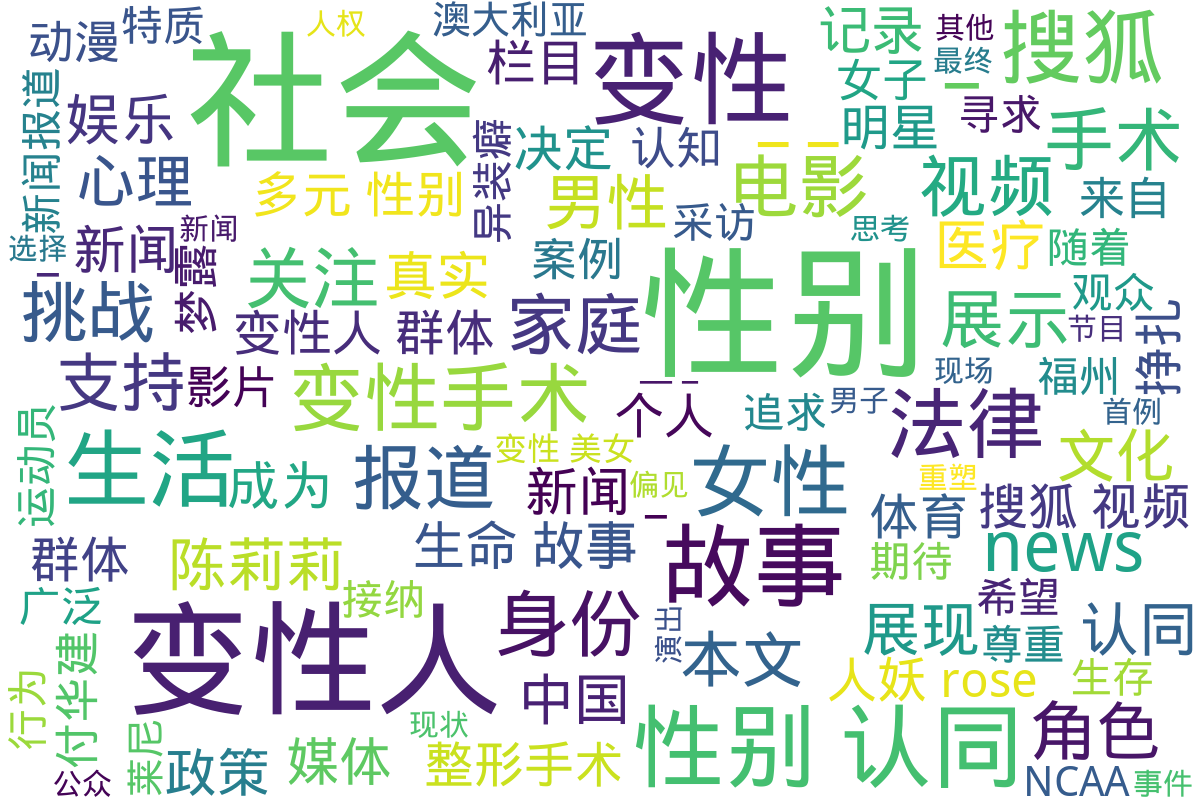 人权
澳大利亚
特质
动漫
社会
变性
栏目
记录
其他
搜狐
最终
女子 一
寻求
新闻报道
娱乐
异装癖
决定
认知
明星
手术
心理
多元 性别
男性
电影
视频
来自
选择
新闻
新闻
梦露
采访
思考
医疗
随着
关注
真实
案例
性别
挑战
家庭
展示
观众
变性人
群体
节目
挣扎
支持
影片
变性手术
个人
追求
男子
现场
福州
法律
首例
运动员
生活
成为
报道
变性 美女
新闻
偏见
女性
重塑
文化
体育
搜狐 视频
群体
陈莉莉
生命 故事
故事
期待
news
广泛
接纳
变性人
身份
演出
本文
展现
希望
尊重
认同
行为
付华建
中国
人妖
rose
生存
公众
莱尼
政策
媒体
现状
整形手术
性别 认同
角色
NCAA
事件